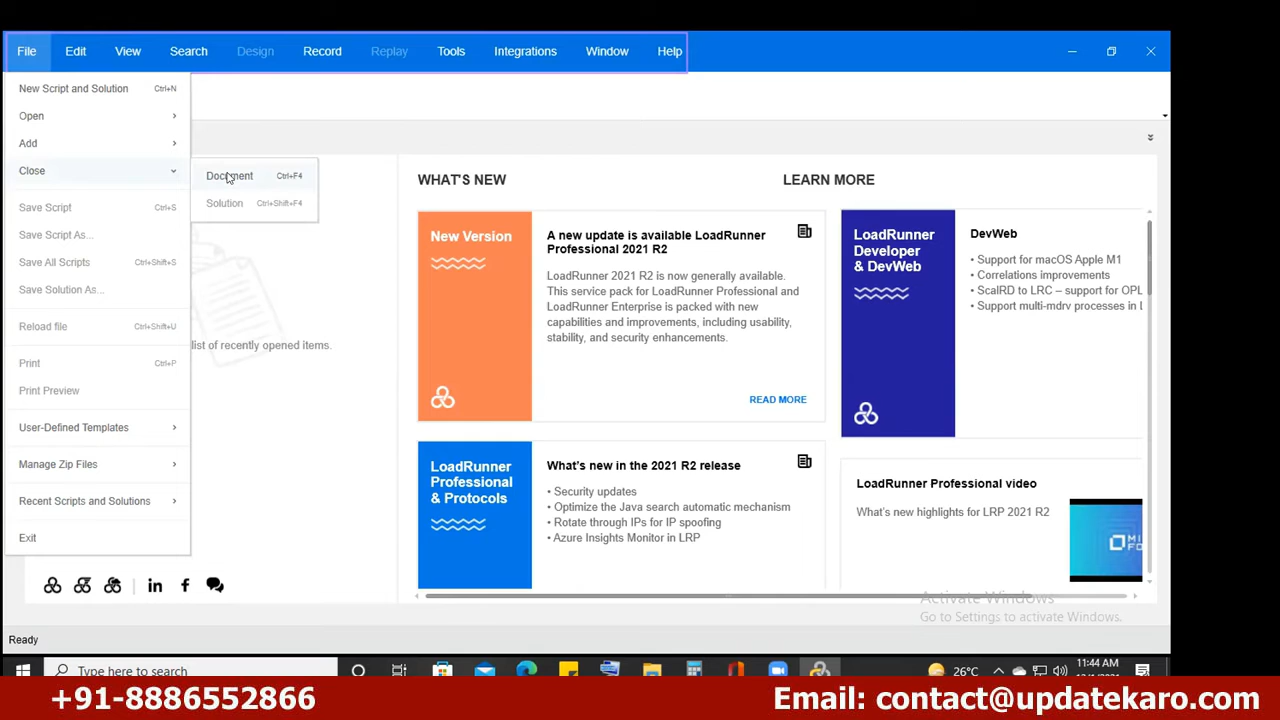 File Edit View Search Design Record Replay Tools Integrations Window Help
New Script and Solution Ctrl+N
Open
Add
Close
Document Ctrl+F4
Solution Ctrl+Shift+F4
Save Script Ctrl+S
Save Script As...
Save All Scripts Ctrl+Shift+S
Save Solution As...
Reload file Ctrl+Shift+U
Print Ctrl+P
Print Preview
User-Defined Templates
Manage Zip Files
Recent Scripts and Solutions
Exit
list of recently opened items.
WHAT'S NEW
New Version
A new update is available LoadRunner
Professional 2021 R2
LoadRunner 2021 R2 is now generally available.
This service pack for LoadRunner Professional and
LoadRunner Enterprise is packed with new
capabilities and improvements, including usability,
stability, and security enhancements.
READ MORE
LoadRunner
Professional
& Protocols
What's new in the 2021 R2 release
• Security updates
• Optimize the Java search automatic mechanism
• Rotate through IPs for IP spoofing
• Azure Insights Monitor in LRP
LEARN MORE
LoadRunner
Developer
& DevWeb
DevWeb
• Support for macOS Apple M1
• Correlations improvements
• ScalRD to LRC – support for OPL
• Support multi-mdrv processes in
LoadRunner Professional video
What's new highlights for LRP 2021 R2
Activate Windows
Go to Settings to activate Windows.
Ready
Type here to search
26°C
11:44 AM
+91-8886552866 Email: contact@updatekaro.com